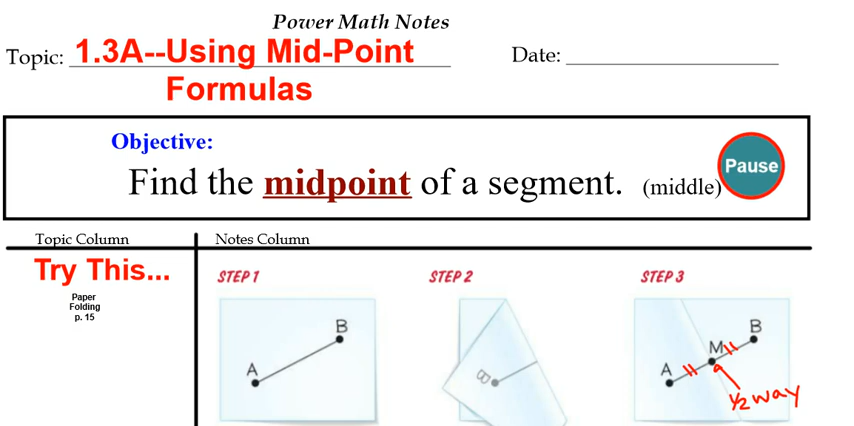 Power Math Notes
Topic: 1.3A--Using Mid-Point
Formulas
Date:
Objective:
Find the midpoint of a segment. (middle)
Pause
Topic Column
Notes Column
Try This...
Paper
Folding
p. 15
STEP 1
STEP 2
STEP 3
A
B
B
A
M
B
½ way